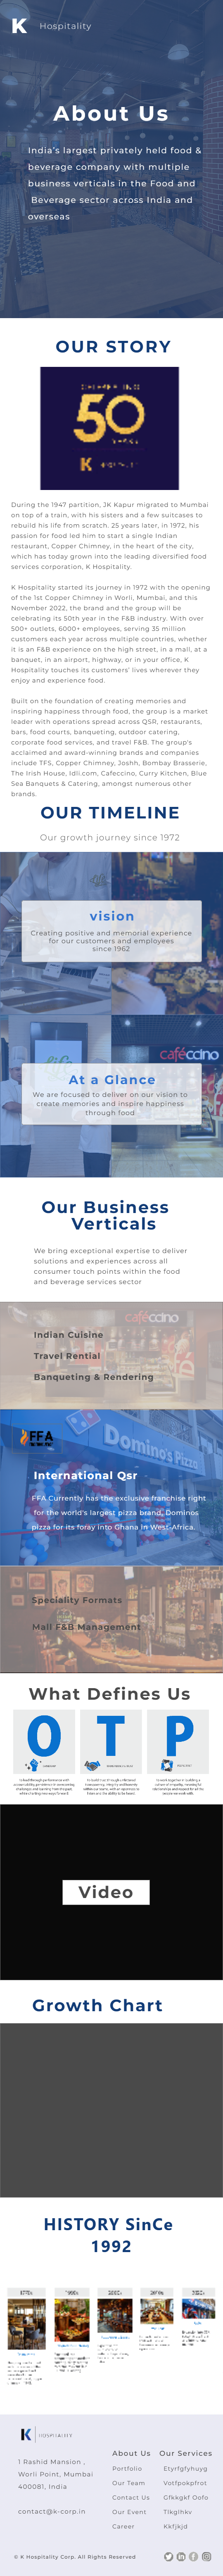 K Hospitality
About Us
India's largest privately held food &
beverage company with multiple
business verticals in the Food and
Beverage sector across India and
overseas
OUR STORY
50
K
During the 1947 partition, JK Kapur migrated to Mumbai
on top of a train, with his sisters and a few suitcases to
rebuild his life from scratch. 25 years later, in 1972, his
passion for food led him to start a single Indian
restaurant, Copper Chimney, in the heart of the city,
which has today grown into the leading diversified food
services corporation, K Hospitality.
K Hospitality started its journey in 1972 with the opening
of the 1st Copper Chimney in Worli, Mumbai, and this
November 2022, the brand and the group will be
celebrating its 50th year in the F&B industry. With over
500+ outlets, 6000+ employees, serving 35 million
customers each year across multiple countries, whether
it is an F&B experience on the high street, in a mall, at a
banquet, in an airport, highway, or in your office, K
Hospitality touches its customers' lives wherever they
enjoy and experience food.
Built on the foundation of creating memories and
inspiring happiness through food, the group is a market
leader with operations spread across QSR, restaurants,
bars, food courts, banqueting, outdoor catering,
corporate food services, and travel F&B. The group's
acclaimed and award-winning brands and companies
include TFS, Copper Chimney, Joshh, Bombay Brasserie,
The Irish House, Idli.com, Cafeccino, Curry Kitchen, Blue
Sea Banquets & Catering, amongst numerous other
brands.
OUR TIMELINE
Our growth journey since 1972
vision
Creating positive and memorial experience
for our customers and employees
since 1962
cafeccino
At a Glance
We are focused to deliver on our vision to
create memories and inspire happiness
through food
Our Business
Verticals
We bring exceptional expertise to deliver
solutions and experiences across all
consumer touch points within the food
and beverage services sector
cafeccino
Indian Cuisine
Travel Rential
Banqueting & Rendering
FFA
Domino's Pizza
International Qsr
FFA Currently has the exclusive franchise right
for the world's largest pizza brand, Dominos
pizza for its foray into Ghana In West-Africa.
Speciality Formats
Mall F&B Management
What Defines Us
O T P
Video
Growth Chart
HISTORY SinCe
1992
K HOSPITALITY
1 Rashid Mansion ,
Worli Point, Mumbai
400081, India
contact@k-corp.in
About Us
Portfolio
Our Team
Contact Us
Our Event
Career
Our Services
Etyrfgfyhuyg
Votfpokpfrot
Gfkkgkf Oofo
Tlkglhkv
Kkfjkjd
© K Hospitality Corp. All Rights Reserved